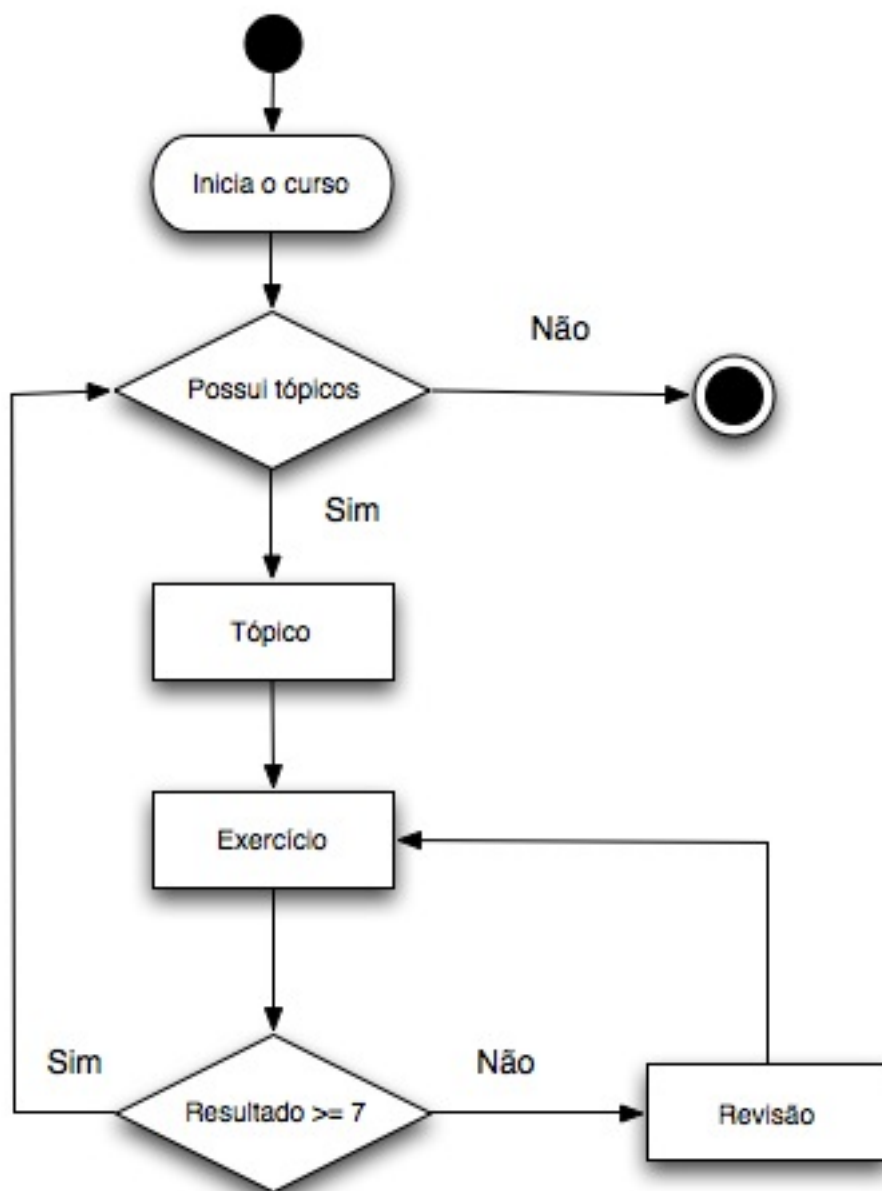 Inicia o curso
Não
Possui tópicos
Sim
Tópico
Exercício
Sim
Não
Resultado >= 7
Revisão